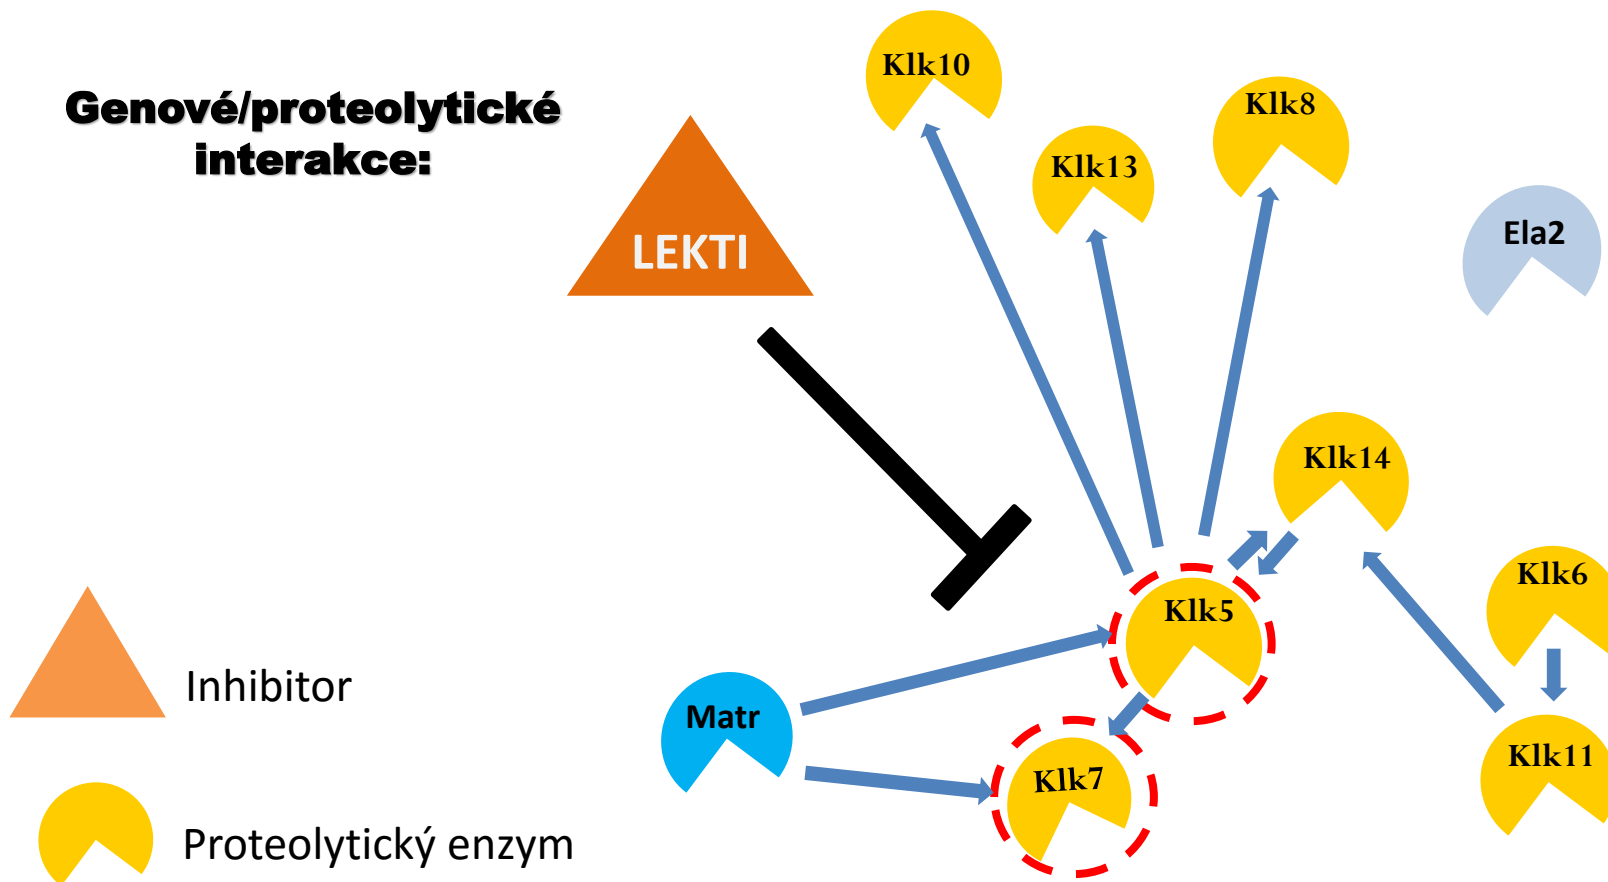 Genové/proteolytické
interakce:
LEKTI
Klk10
Klk13
Klk8
Ela2
Klk14
Klk6
Klk5
Matr
Klk7
Klk11
Inhibitor
Proteolytický enzym